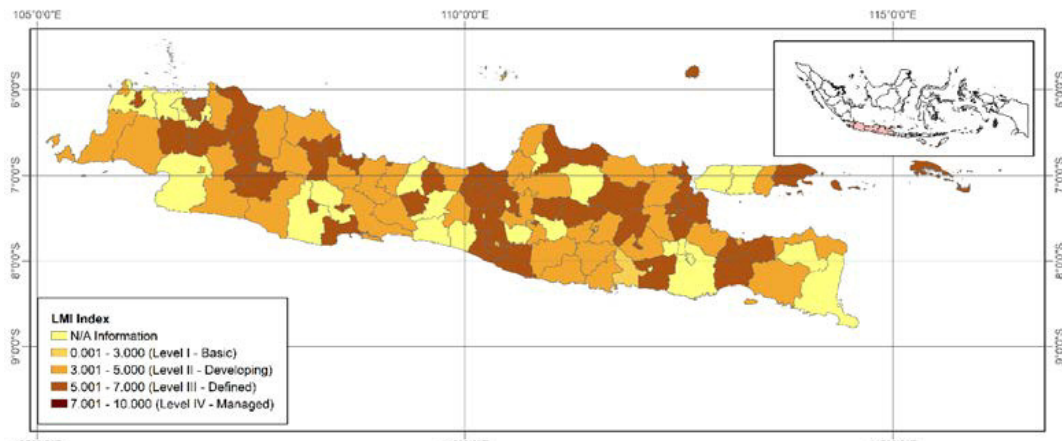 105°0'0"E 110°0'0"E 115°0'0"E
6°0'0"S 6°0'0"S
7°0'0"S 7°0'0"S
8°0'0"S 8°0'0"S
9°0'0"S 9°0'0"S
LMI Index
N/A Information
0.001 - 3.000 (Level I - Basic)
3.001 - 5.000 (Level II - Developing)
5.001 - 7.000 (Level III - Defined)
7.001 - 10.000 (Level IV - Managed)